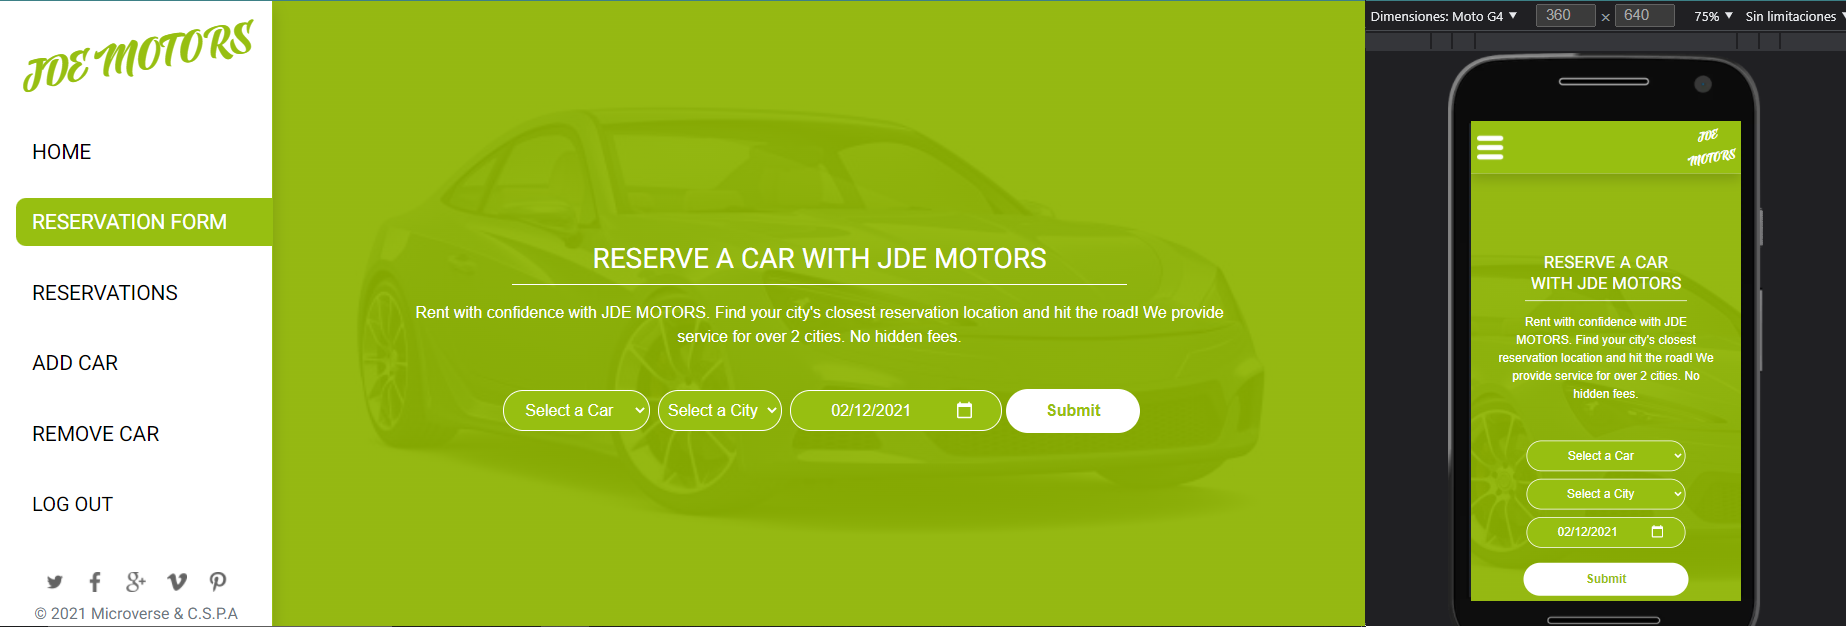 JDE MOTORS
HOME
RESERVATION FORM
RESERVATIONS
ADD CAR
REMOVE CAR
LOG OUT
© 2021 Microverse & C.S.P.A
RESERVE A CAR WITH JDE MOTORS
Rent with confidence with JDE MOTORS. Find your city's closest reservation location and hit the road! We provide
service for over 2 cities. No hidden fees.
Select a Car
Select a City
02/12/2021
Submit
Dimensiones: Moto G4 360 × 640 75% Sin limitaciones
JDE
MOTORS
RESERVE A CAR
WITH JDE MOTORS
Rent with confidence with JDE
MOTORS. Find your city's closest
reservation location and hit the road! We
provide service for over 2 cities. No
hidden fees.
Select a Car
Select a City
02/12/2021
Submit